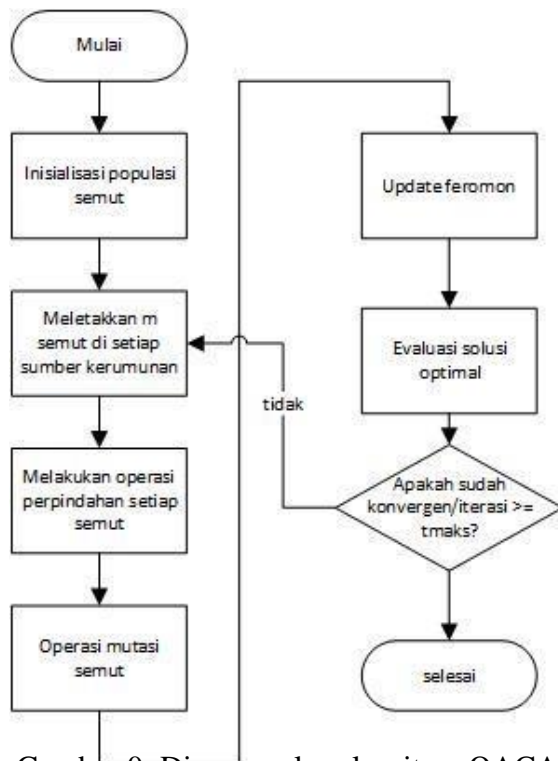 Mulai
Inisialisasi populasi
semut
Meletakkan m
semut di setiap
sumber kerumunan
Melakukan operasi
perpindahan setiap
semut
Operasi mutasi
semut
Update feromon
Evaluasi solusi
optimal
Apakah sudah
konvergen/iterasi >=
tmaks?
tidak
selesai